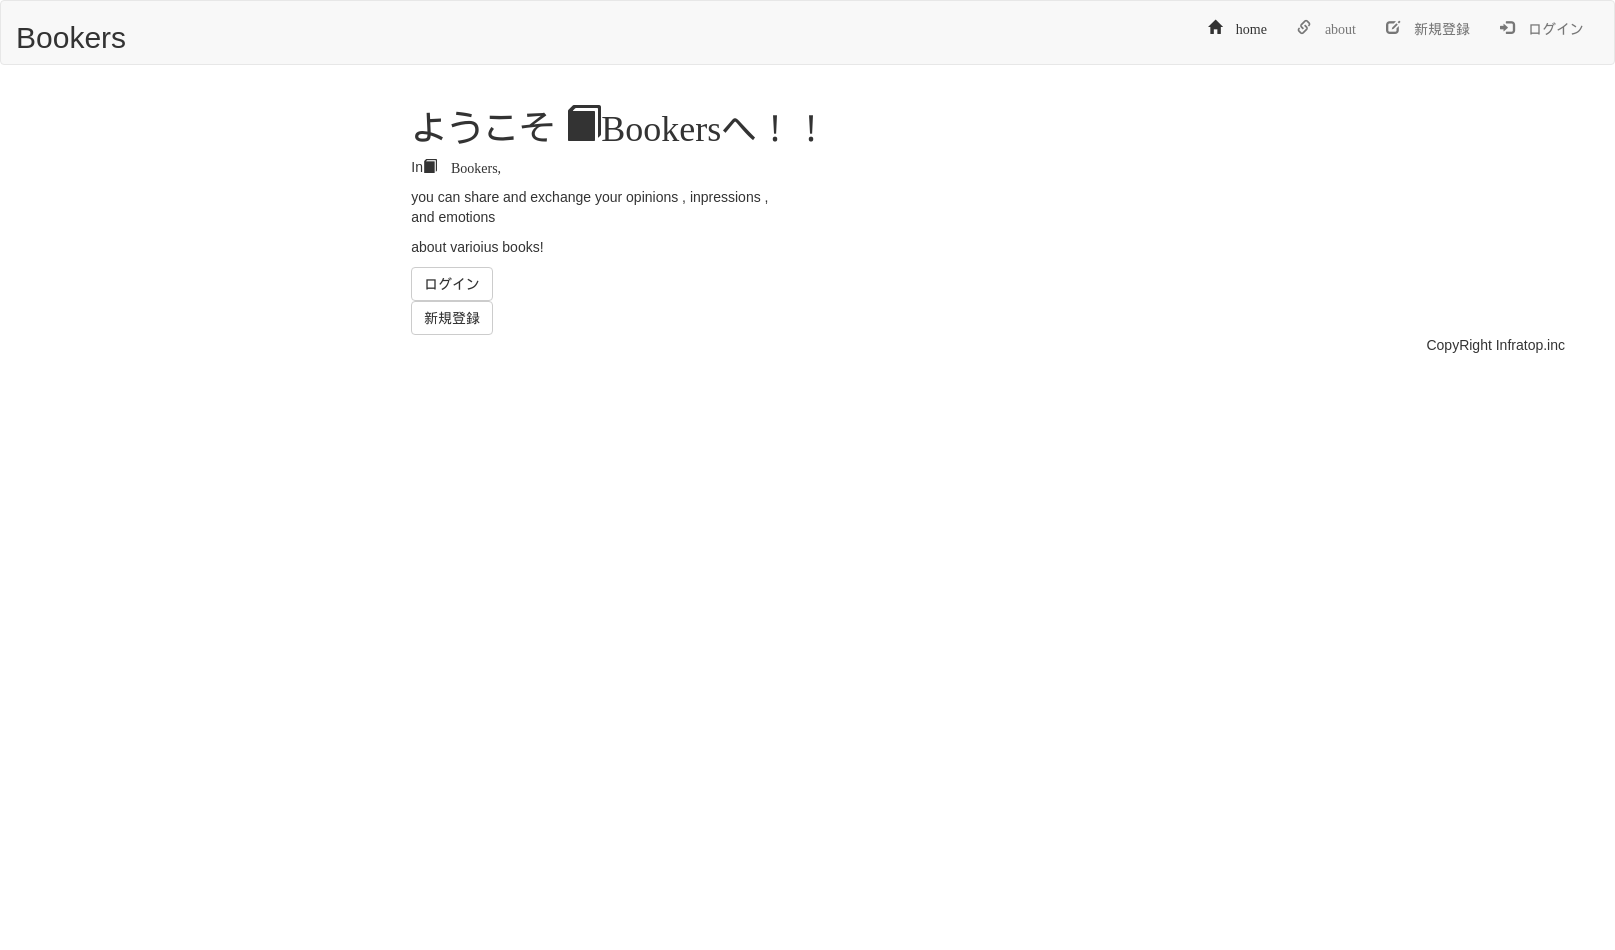 Bookers
home about 新規登録 ログイン
ようこそ Bookersへ！！
In Bookers,
you can share and exchange your opinions , inpressions ,
and emotions
about varioius books!
ログイン
新規登録
CopyRight Infratop.inc